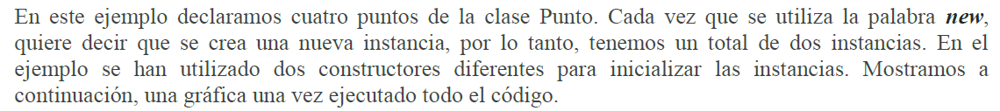 En este ejemplo declaramos cuatro puntos de la clase Punto. Cada vez que se utiliza la palabra new,
quiere decir que se crea una nueva instancia, por lo tanto, tenemos un total de dos instancias. En el
ejemplo se han utilizado dos constructores diferentes para inicializar las instancias. Mostramos a
continuación, una gráfica una vez ejecutado todo el código.